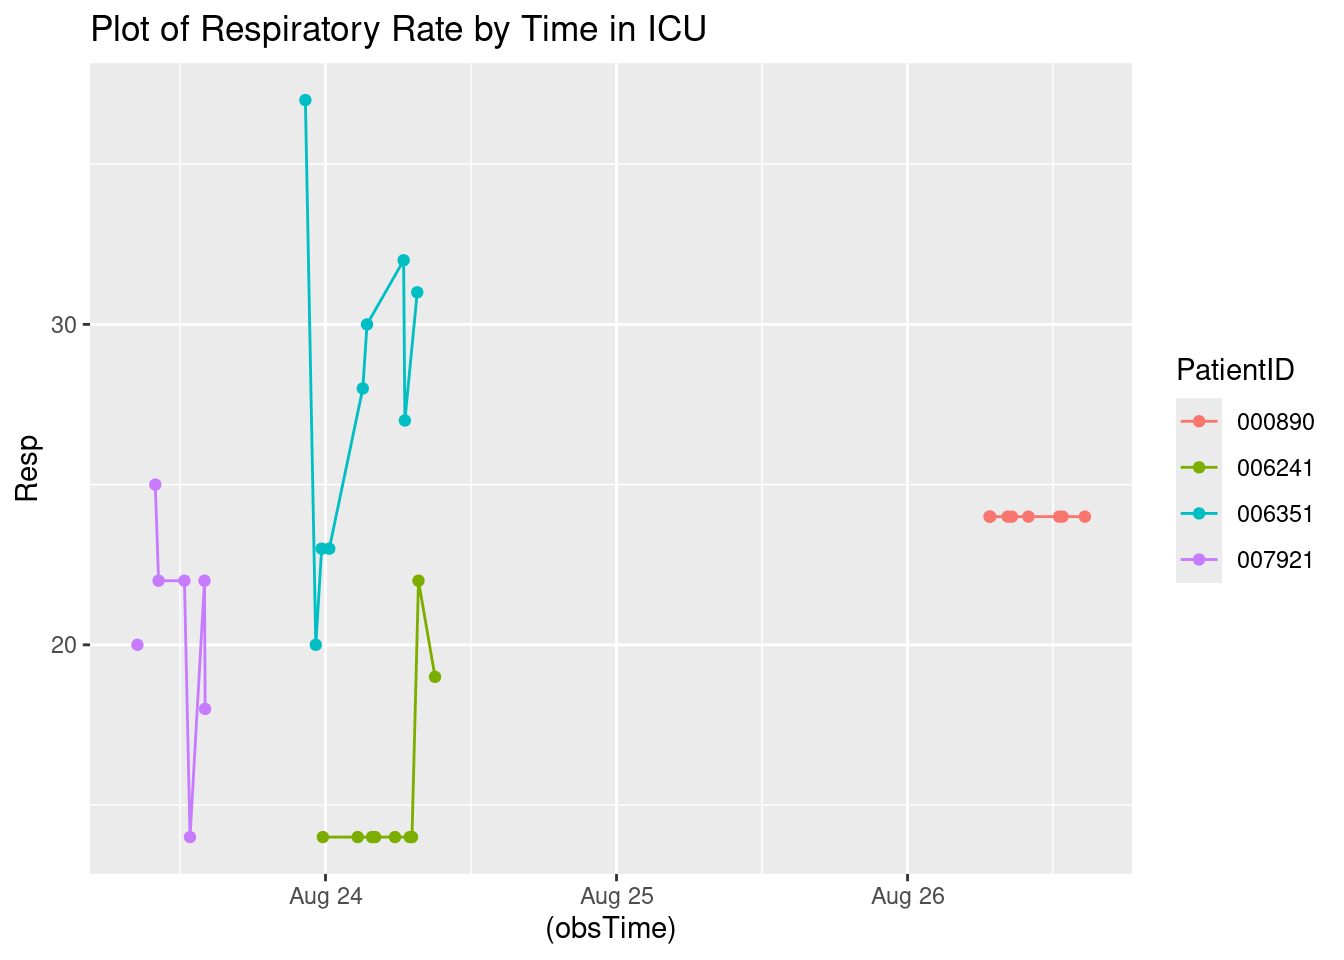 Plot of Respiratory Rate by Time in ICU
Resp
30
20
Aug 24
Aug 25
Aug 26
(obsTime)
PatientID
000890
006241
006351
007921